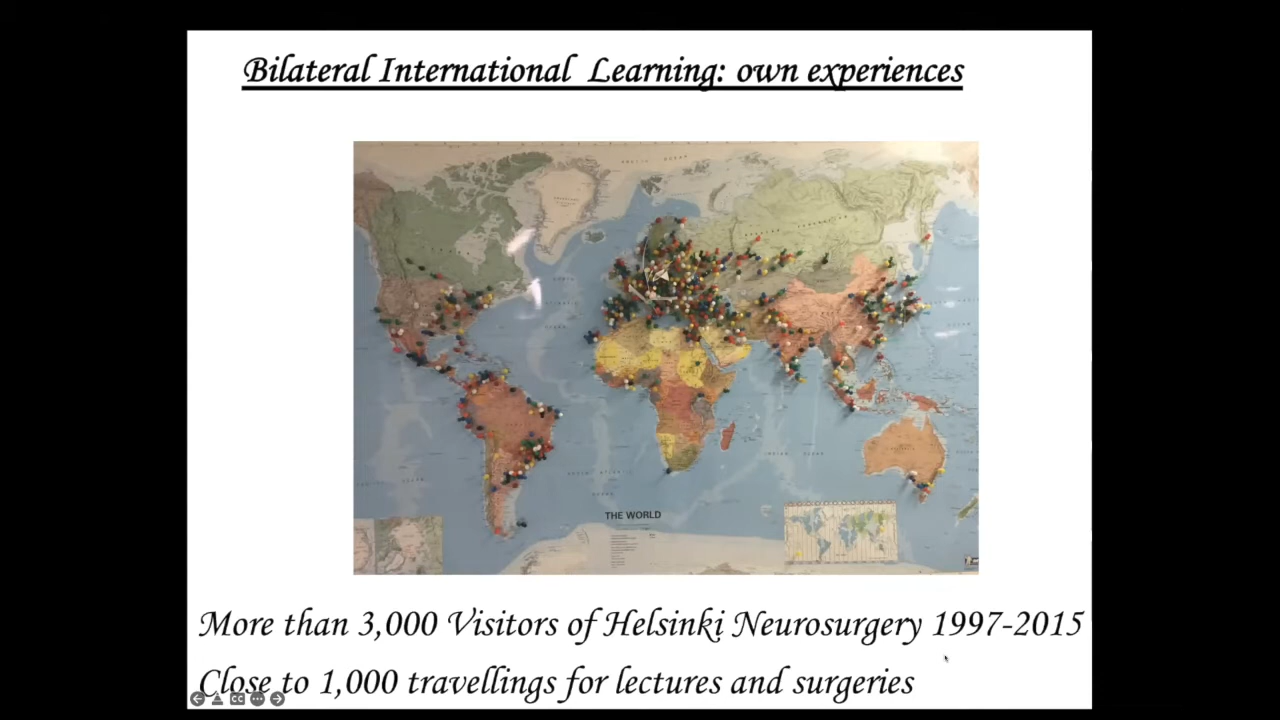 Bilateral International Learning: own experiences
THE WORLD
More than 3,000 Visitors of Helsinki Neurosurgery 1997-2015
Close to 1,000 travellings for lectures and surgeries
CC